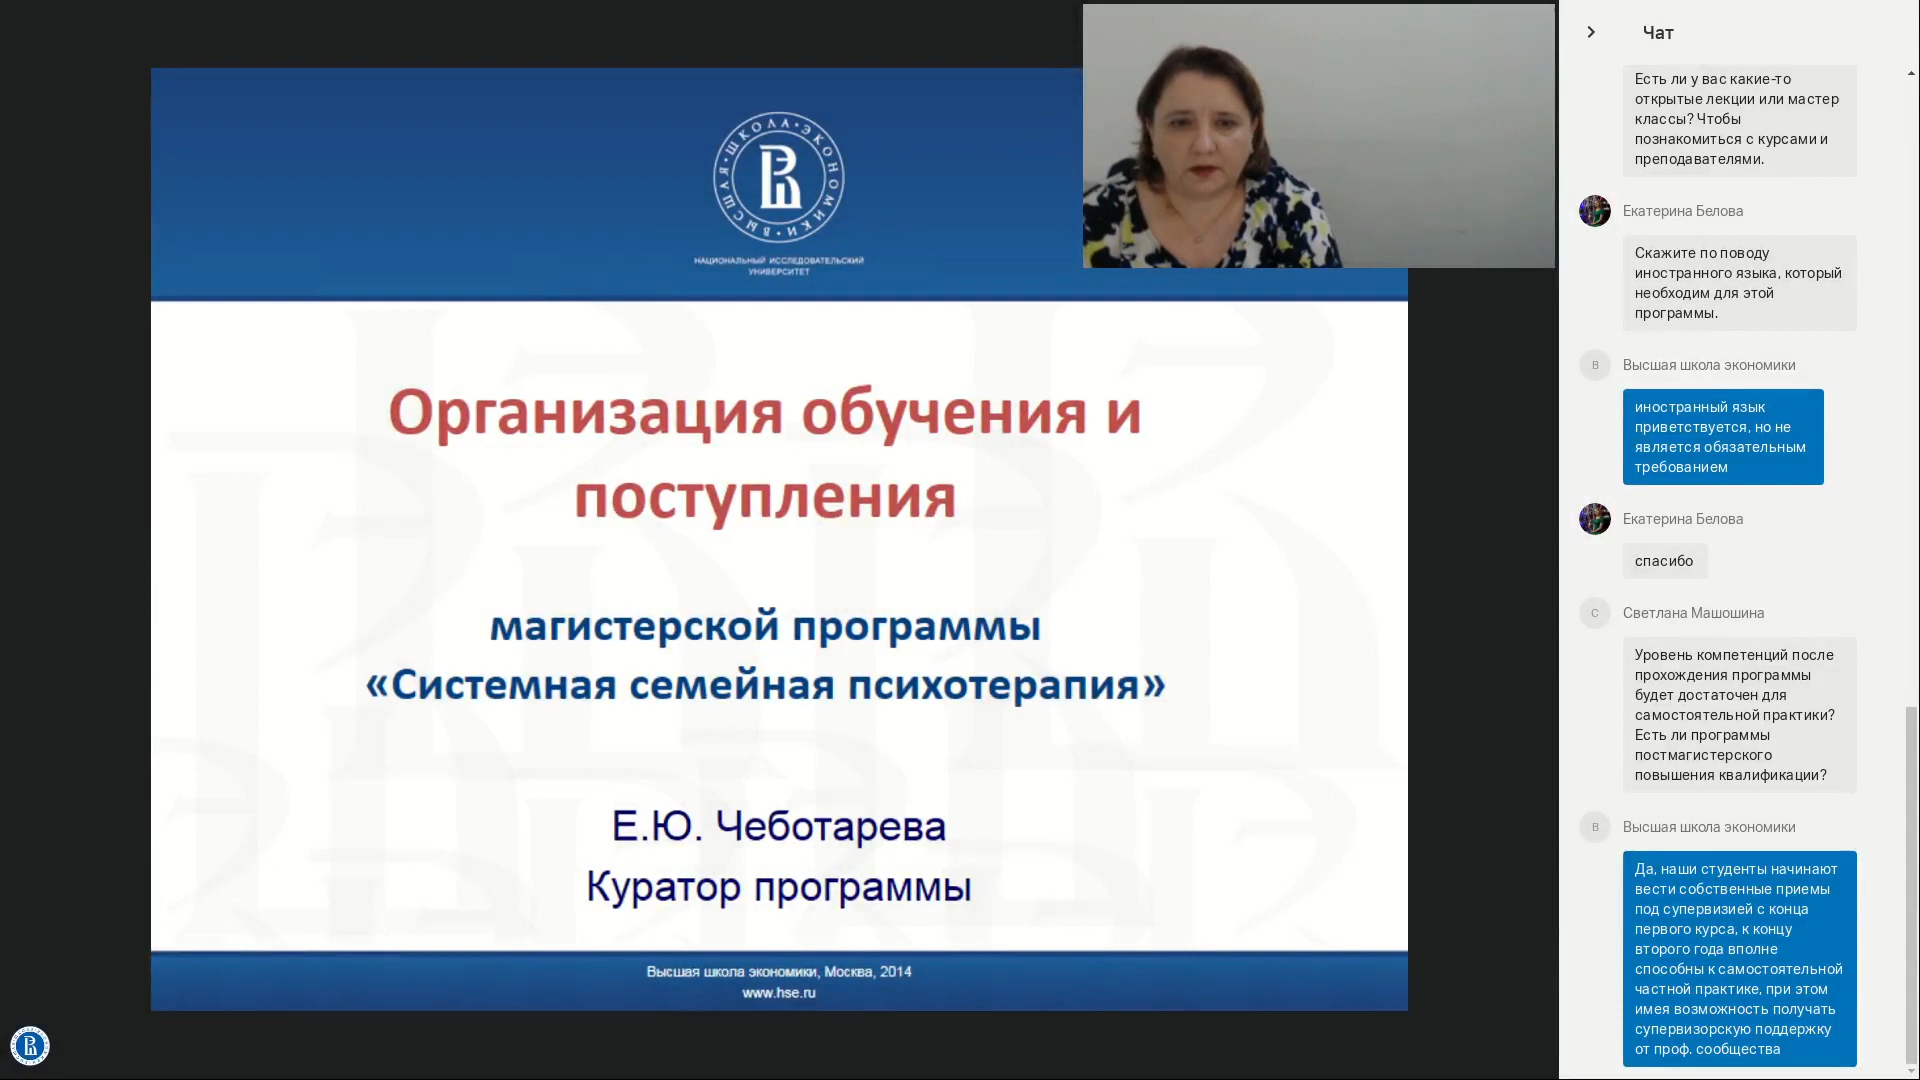 ВЫСШАЯ • ШКОЛА • ЭКОНОМИКИ •
НАЦИОНАЛЬНЫЙ ИССЛЕДОВАТЕЛЬСКИЙ
УНИВЕРСИТЕТ
Организация обучения и
поступления
магистерской программы
«Системная семейная психотерапия»
Е.Ю. Чеботарева
Куратор программы
Высшая школа экономики, Москва, 2014
www.hse.ru
Чат
Есть ли у вас какие-то
открытые лекции или мастер
классы? Чтобы
познакомиться с курсами и
преподавателями.
Екатерина Белова
Скажите по поводу
иностранного языка, который
необходим для этой
программы.
В
Высшая школа экономики
иностранный язык
приветствуется, но не
является обязательным
требованием
Екатерина Белова
спасибо
С
Светлана Машошина
Уровень компетенций после
прохождения программы
будет достаточен для
самостоятельной практики?
Есть ли программы
постмагистерского
повышения квалификации?
В
Высшая школа экономики
Да, наши студенты начинают
вести собственные приемы
под супервизией с конца
первого курса, к концу
второго года вполне
способны к самостоятельной
частной практике, при этом
имея возможность получать
супервизорскую поддержку
от проф. сообщества